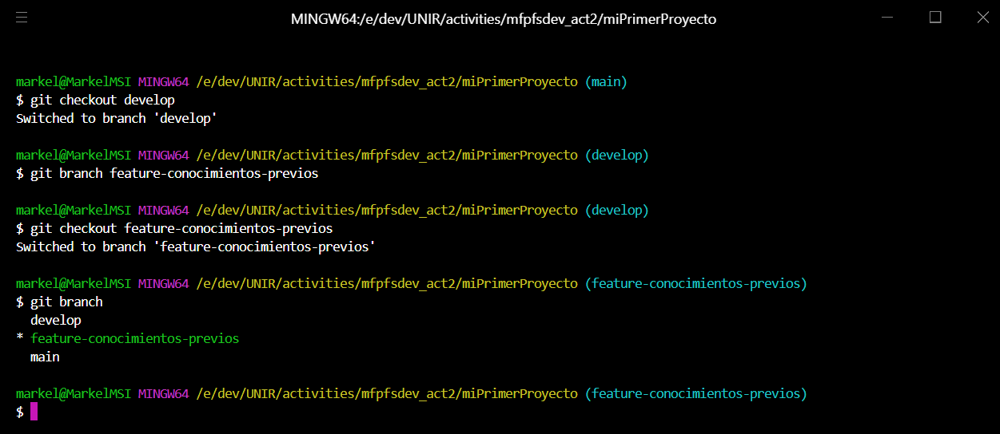 MINGW64:/e/dev/UNIR/activities/mfpfsdev_act2/miPrimerProyecto
markel@MarkelMSI MINGW64 /e/dev/UNIR/activities/mfpfsdev_act2/miPrimerProyecto (main)
$ git checkout develop
Switched to branch 'develop'
markel@MarkelMSI MINGW64 /e/dev/UNIR/activities/mfpfsdev_act2/miPrimerProyecto (develop)
$ git branch feature-conocimientos-previos
markel@MarkelMSI MINGW64 /e/dev/UNIR/activities/mfpfsdev_act2/miPrimerProyecto (develop)
$ git checkout feature-conocimientos-previos
Switched to branch 'feature-conocimientos-previos'
markel@MarkelMSI MINGW64 /e/dev/UNIR/activities/mfpfsdev_act2/miPrimerProyecto (feature-conocimientos-previos)
$ git branch
  develop
* feature-conocimientos-previos
  main
markel@MarkelMSI MINGW64 /e/dev/UNIR/activities/mfpfsdev_act2/miPrimerProyecto (feature-conocimientos-previos)
$